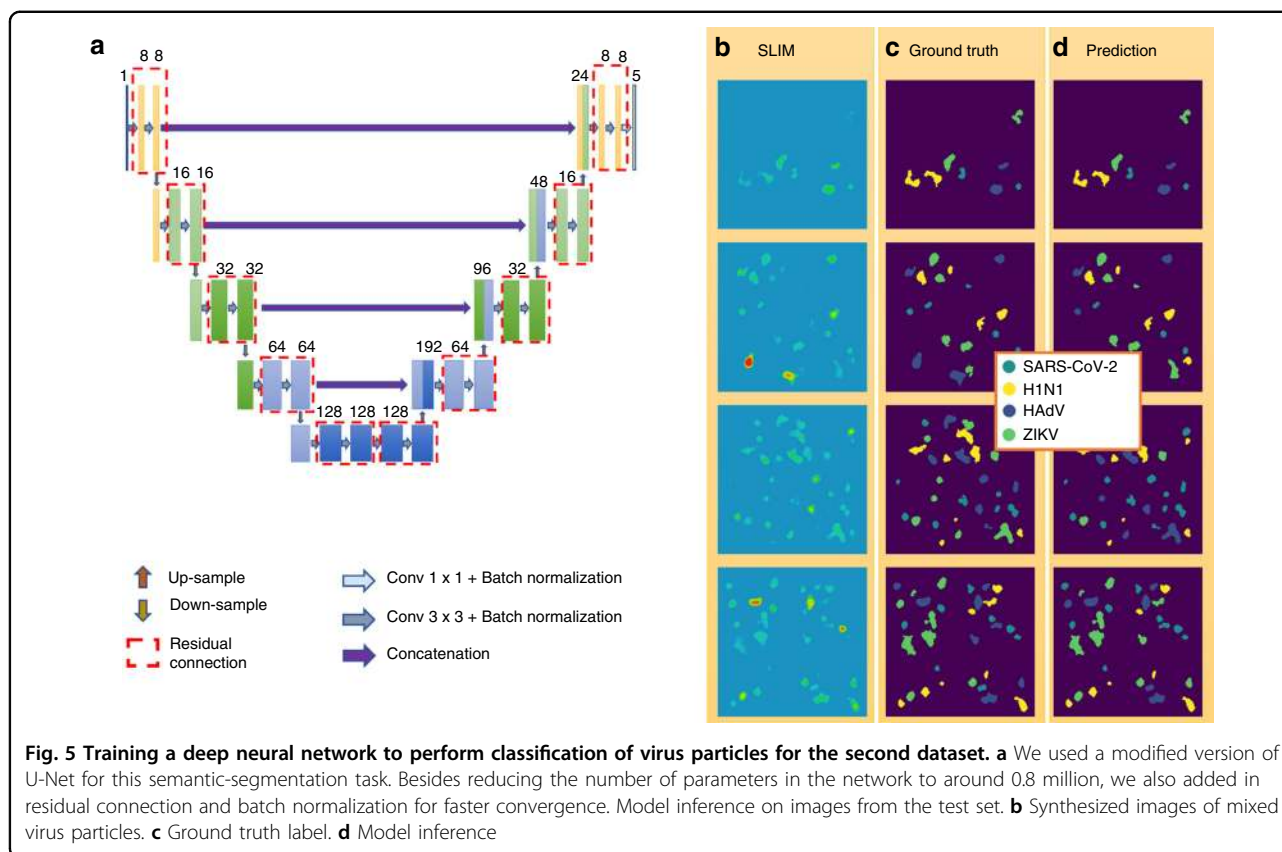 a
8 8
1
8 8
24
5
16 16
48
16
32 32
96
32
64 64
192
64
128 128 128
Up-sample
Down-sample
Residual
connection
Conv 1 x 1 + Batch normalization
Conv 3 x 3 + Batch normalization
Concatenation
b SLIM
c Ground truth
d Prediction
SARS-CoV-2
H1N1
HAdV
ZIKV
Fig. 5 Training a deep neural network to perform classification of virus particles for the second dataset. a We used a modified version of
U-Net for this semantic-segmentation task. Besides reducing the number of parameters in the network to around 0.8 million, we also added in
residual connection and batch normalization for faster convergence. Model inference on images from the test set. b Synthesized images of mixed
virus particles. c Ground truth label. d Model inference